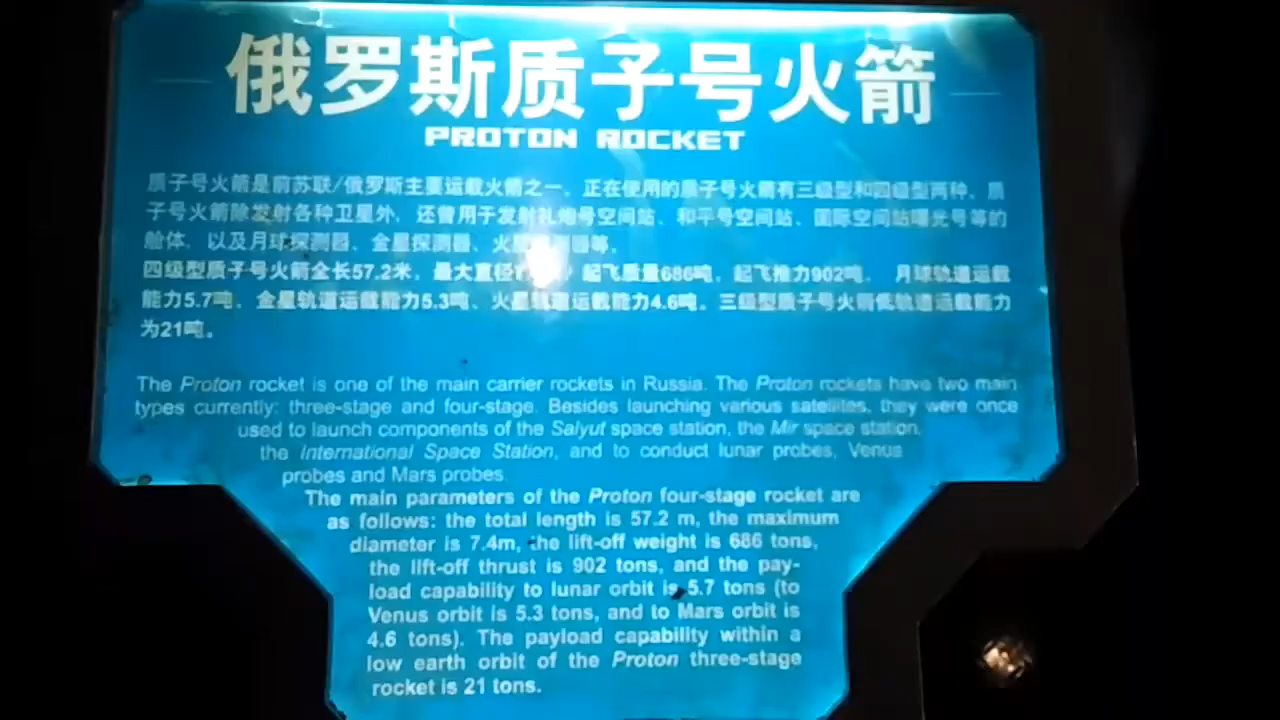 俄罗斯质子号火箭
PROTON ROCKET
质子号火箭是前苏联/俄罗斯主要运载火箭之一。正在使用的质子号火箭有三级型和四级型两种。质
子号火箭除发射各种卫星外，还曾用于发射礼炮号空间站、和平号空间站、国际空间站曙光号等的
舱体，以及月球探测器、金星探测器、火星测器等。
四级型质子号火箭全长57.2米，最大直径 起飞质量686吨，起飞推力902吨。月球轨道运载
能力5.7吨，金星轨道运载能力5.3吨、火星轨道运载能力4.6吨。三级型质子号火箭低轨道运载能力
为21吨。
The Proton rocket is one of the main carrier rockets in Russia. The Proton rockets have two main
types currently: three-stage and four-stage. Besides launching various satellites, they were once
used to launch components of the Salyut space station, the Mir space station,
the International Space Station, and to conduct lunar probes, Venus
probes and Mars probes.
The main parameters of the Proton four-stage rocket are
as follows: the total length is 57.2 m, the maximum
diameter is 7.4m, the lift-off weight is 686 tons,
the lift-off thrust is 902 tons, and the pay-
load capability to lunar orbit is 5.7 tons (to
Venus orbit is 5.3 tons, and to Mars orbit is
4.6 tons). The payload capability within a
low earth orbit of the Proton three-stage
rocket is 21 tons.